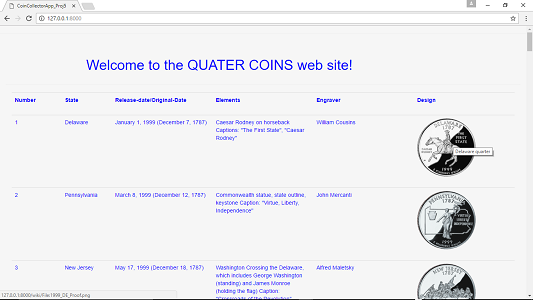 CoinCollectorApp_Proj3
127.0.0.1:8000
Welcome to the QUATER COINS web site!
Number State Release-date/Original-Date Elements Engraver Design
1 Delaware January 1, 1999 (December 7, 1787) Caesar Rodney on horseback William Cousins
Captions: "The First State", "Caesar
Rodney"
DELAWARE
1787
THE
FIRST
STATE
CAESAR
RODNEY
1999
Delaware quarter
2 Pennsylvania March 8, 1999 (December 12, 1787) Commonwealth statue, state outline, John Mercanti
keystone Caption: "Virtue, Liberty,
Independence"
PENNSYLVANIA
1787
VIRTUE
LIBERTY
INDEPENDENCE
1999
3 New Jersey May 17, 1999 (December 18, 1787) Washington Crossing the Delaware, Alfred Maletsky
which includes George Washington
(standing) and James Monroe
(holding the flag) Caption:
"Crossroads of the Revolution"
NEW JERSEY
1787
127.0.0.1:8000/wiki/File:1999_DE_Proof.png